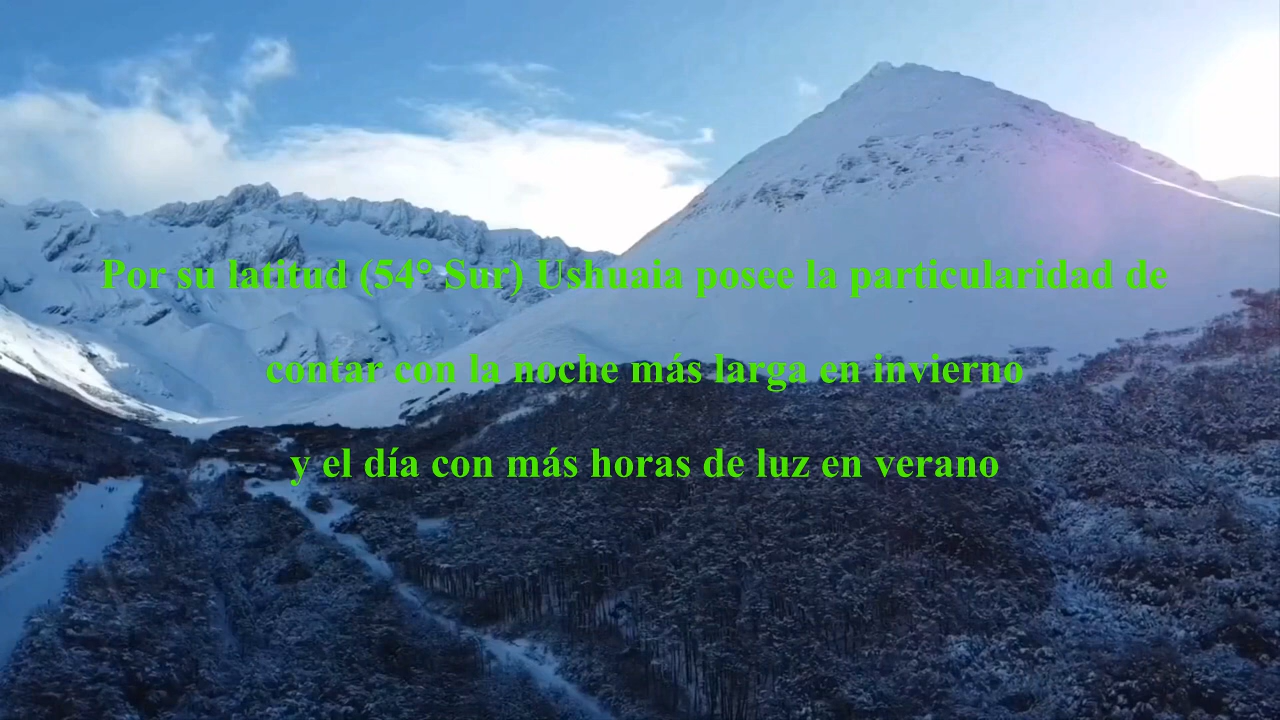 Por su latitud (54° Sur) Ushuaia posee la particularidad de
contar con la noche más larga en invierno
y el día con más horas de luz en verano